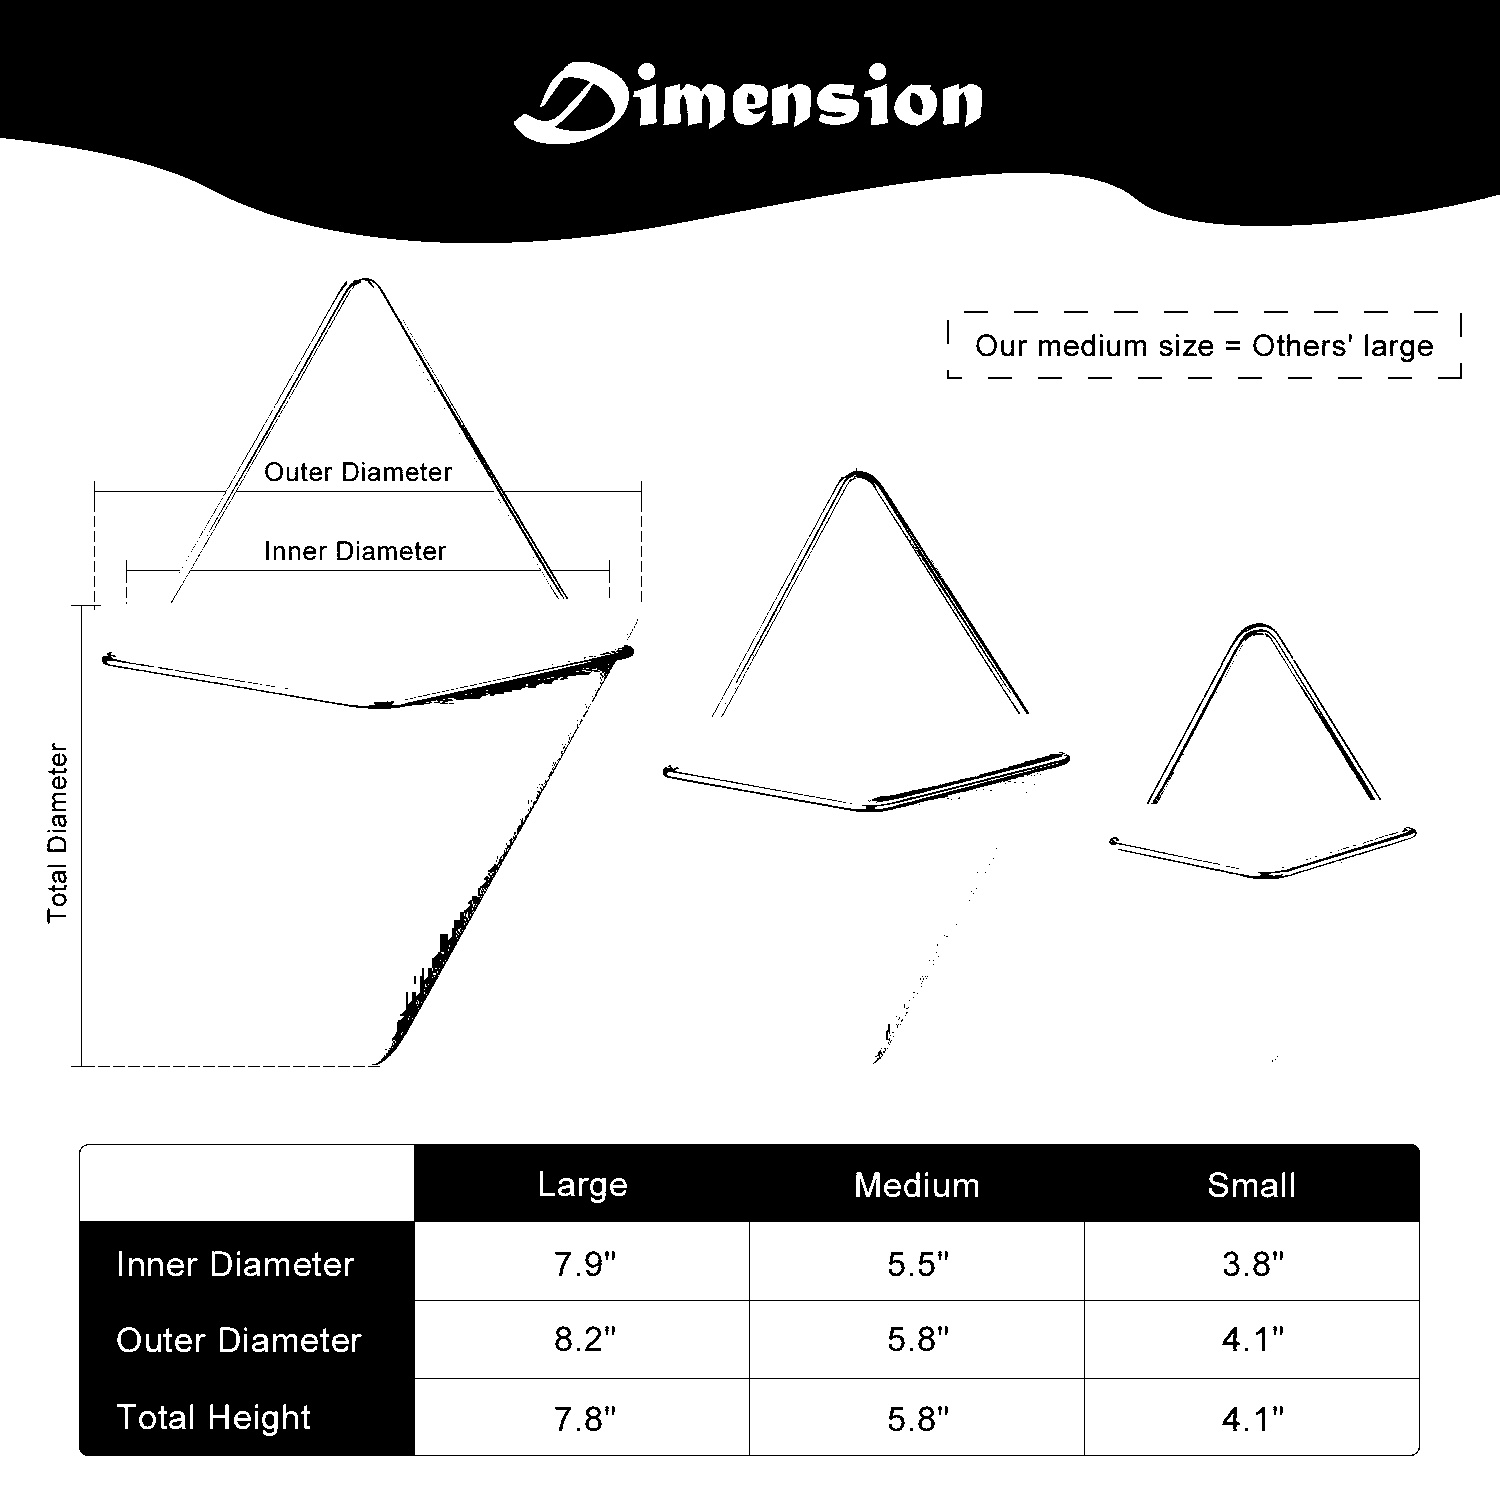 Dimension
Our medium size = Others' large
Outer Diameter
Inner Diameter
Total Diameter
Large Medium Small
Inner Diameter 7.9" 5.5" 3.8"
Outer Diameter 8.2" 5.8" 4.1"
Total Height 7.8" 5.8" 4.1"